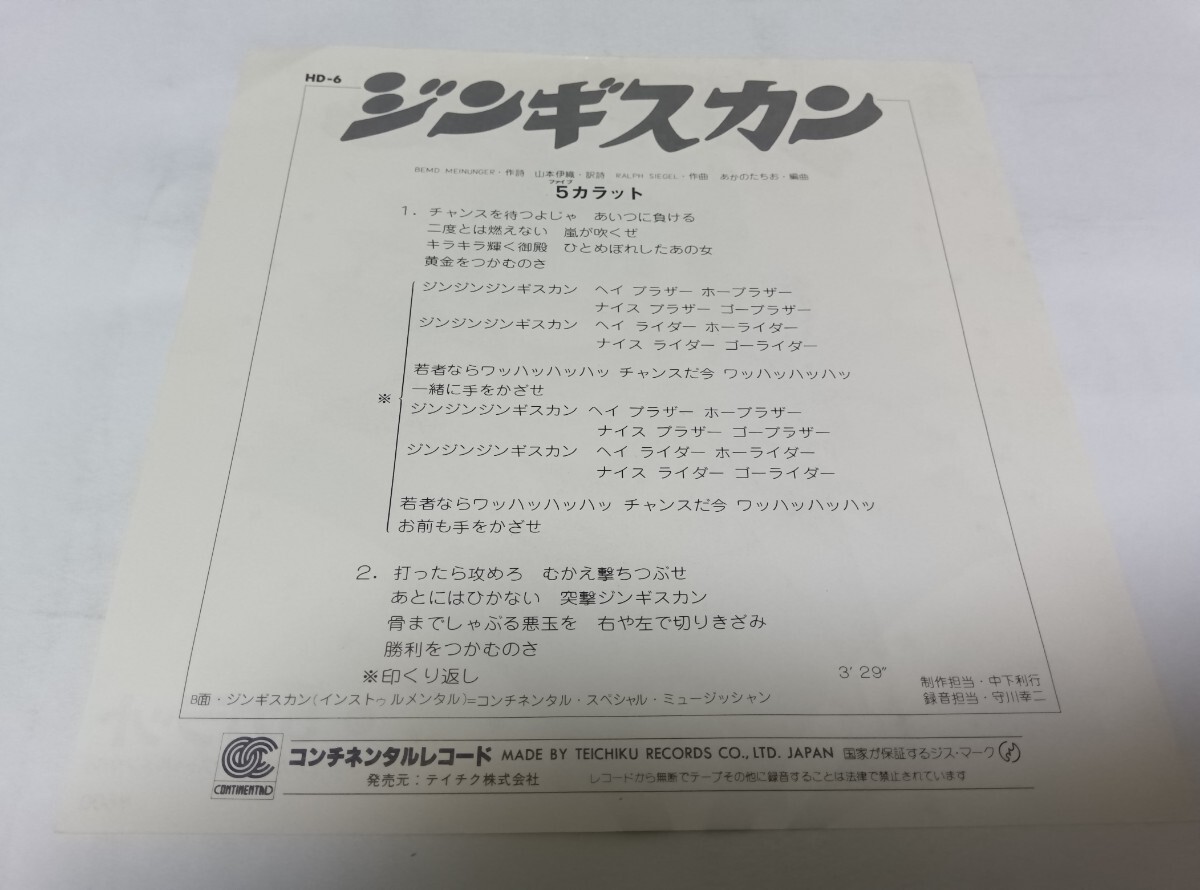 HD-6
ジンギスカン
BEMD MEINUNGER・作詩 山本伊織・訳詩 RALPH SIEGEL・作曲 あかのたちお・編曲
ファイブ
5カラット
1. チャンスを待つよじゃ あいつに負ける
二度とは燃えない 嵐が吹くぜ
キラキラ輝く御殿 ひとめぼれしたあの女
黄金をつかむのさ
ジンジンジンギスカン ヘイ ブラザー ホーブラザー
ナイス ブラザー ゴーブラザー
ジンジンジンギスカン ヘイ ライダー ホーライダー
ナイス ライダー ゴーライダー
若者ならワッハッハッハッ チャンスだ今 ワッハッハッハッ
一緒に手をかざせ
※
ジンジンジンギスカン ヘイ ブラザー ホーブラザー
ナイス ブラザー ゴーブラザー
ジンジンジンギスカン ヘイ ライダー ホーライダー
ナイス ライダー ゴーライダー
若者ならワッハッハッハッ チャンスだ今 ワッハッハッハッ
お前も手をかざせ
2. 打ったら攻めろ むかえ撃ちつぶせ
あとにはひかない 突撃ジンギスカン
骨までしゃぶる悪玉を 右や左で切りきざみ
勝利をつかむのさ
※印くり返し
3′29″
制作担当・中下利行
B面・ジンギスカン(インストゥルメンタル)=コンチネンタル・スペシャル・ミュージッシャン
録音担当・守川幸二
CONTINENTAL
コンチネンタルレコード MADE BY TEICHIKU RECORDS CO., LTD. JAPAN 国家が保証するジス・マーク
発売元：テイチク株式会社
レコードから無断でテープその他に録音することは法律で禁止されています